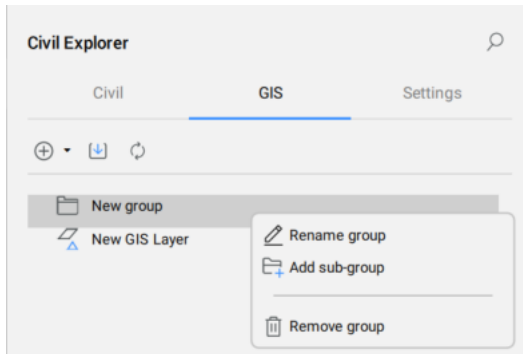 Civil Explorer
Civil GIS Settings
New group
New GIS Layer
Rename group
Add sub-group
Remove group